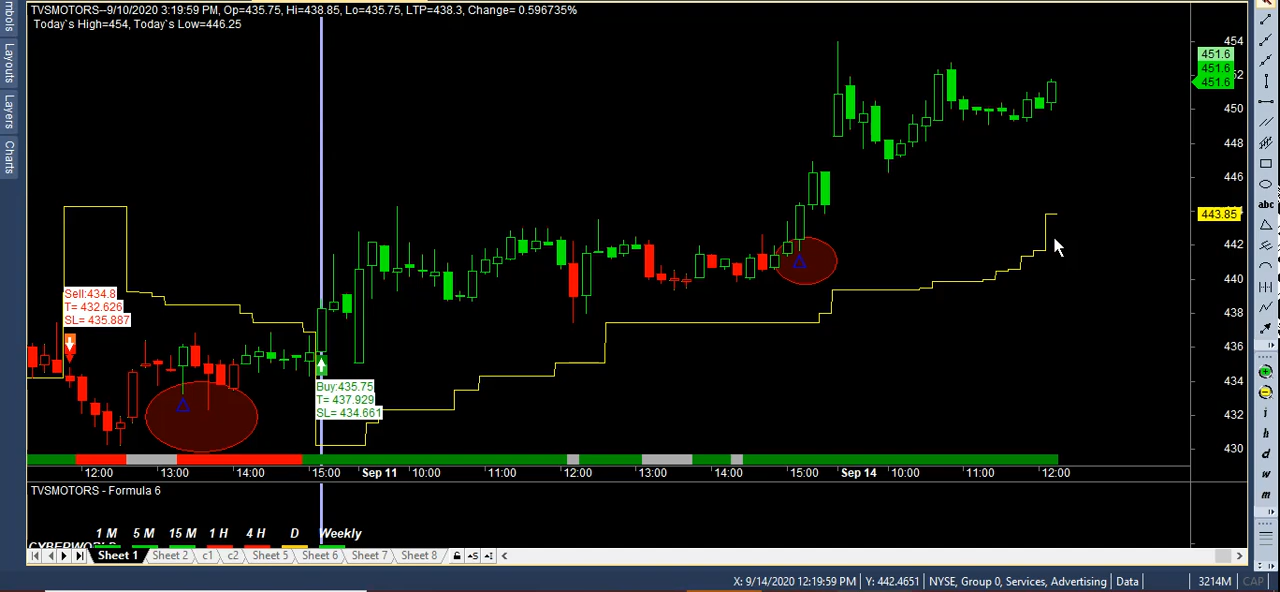 TVSMOTORS--9/10/2020 3:19:59 PM, Op=435.75, Hi=438.85, Lo=435.75, LTP=438.3, Change= 0.596735%
Today`s High=454, Today`s Low=446.25
Layouts
Layers
Charts
454
451.6
451.6
451.6
450
448
446
443.85
442
440
438
436
434
432
430
Sell:434.8
T= 432.626
SL= 435.887
Buy:435.75
T= 437.929
SL= 434.661
12:00 13:00 14:00 15:00 Sep 11 10:00 11:00 12:00 13:00 14:00 15:00 Sep 14 10:00 11:00 12:00
TVSMOTORS - Formula 6
1 M 5 M 15 M 1 H 4 H D Weekly
Sheet 1 Sheet 2 c1 c2 Sheet 5 Sheet 6 Sheet 7 Sheet 8
X: 9/14/2020 12:19:59 PM Y: 442.4651 NYSE, Group 0, Services, Advertising Data 3214M CAP
abc
i
h
d
w
m